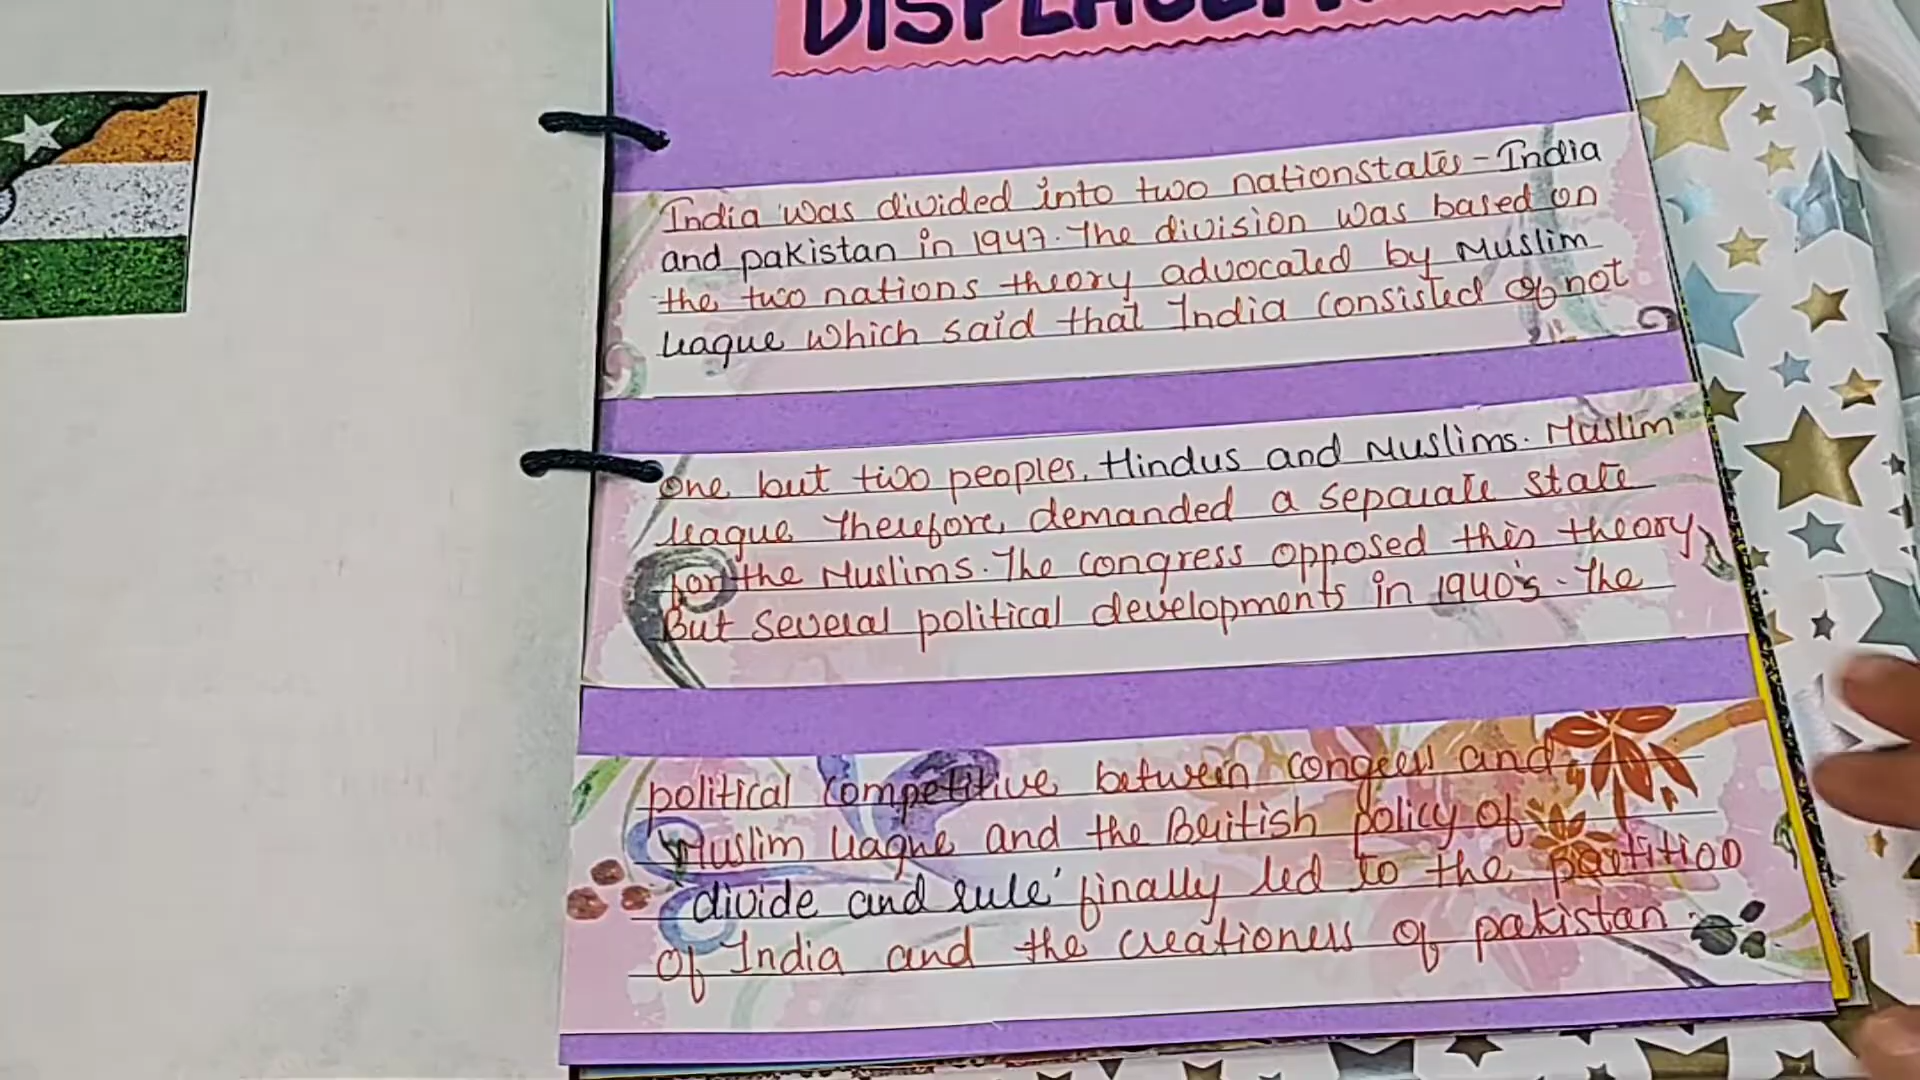 India was divided into two nationstates - India
and pakistan in 1947. The division was based on
the two nations theory advocated by Muslim
league which said that India consisted of not
one but two peoples, Hindus and Muslims. Muslim
league Therefore, demanded a separate state
for the Muslims. The congress opposed this theory
But several political developments in 1940's. The
political competitive between congress and
Muslim league and the British policy of
'divide and rule' finally led to the partition
of India and the creationess of pakistan.